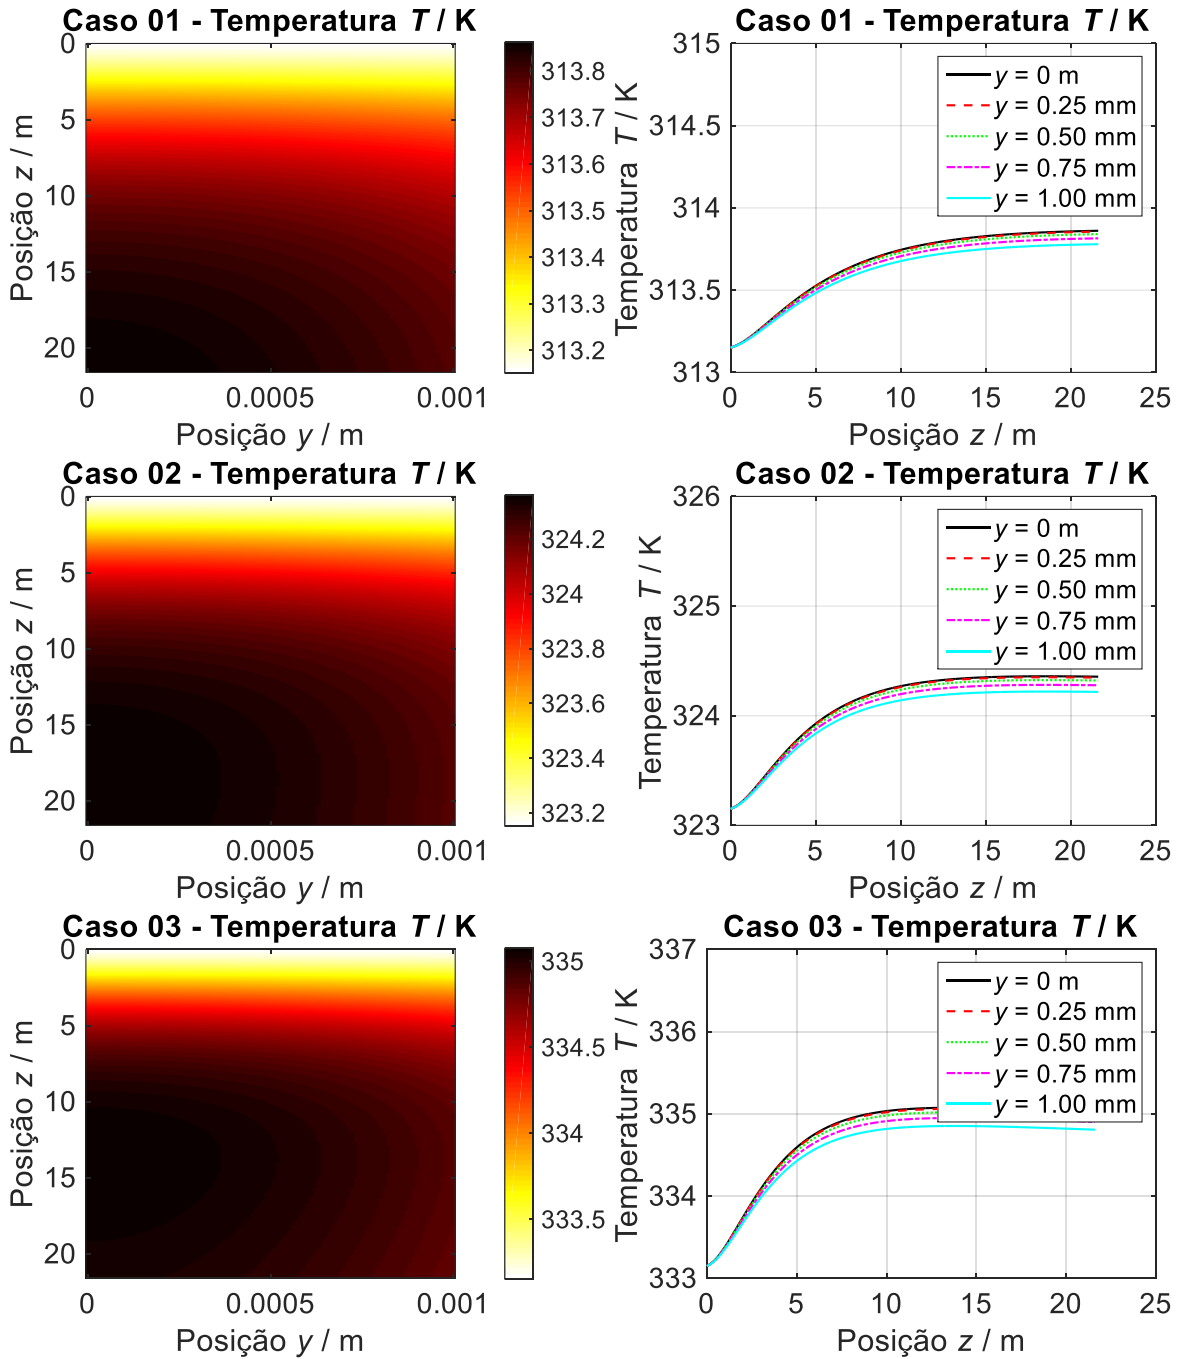 Caso 01 - Temperatura T / K
0
5
10
15
20
Posição z / m
0 0.0005 0.001
Posição y / m
313.8
313.7
313.6
313.5
313.4
313.3
313.2
Caso 01 - Temperatura T / K
315
314.5
314
313.5
313
Temperatura T / K
y = 0 m
y = 0.25 mm
y = 0.50 mm
y = 0.75 mm
y = 1.00 mm
0 5 10 15 20 25
Posição z / m
Caso 02 - Temperatura T / K
0
5
10
15
20
Posição z / m
0 0.0005 0.001
Posição y / m
324.2
324
323.8
323.6
323.4
323.2
Caso 02 - Temperatura T / K
326
325
324
323
Temperatura T / K
y = 0 m
y = 0.25 mm
y = 0.50 mm
y = 0.75 mm
y = 1.00 mm
0 5 10 15 20 25
Posição z / m
Caso 03 - Temperatura T / K
0
5
10
15
20
Posição z / m
0 0.0005 0.001
Posição y / m
335
334.5
334
333.5
Caso 03 - Temperatura T / K
337
336
335
334
333
Temperatura T / K
y = 0 m
y = 0.25 mm
y = 0.50 mm
y = 0.75 mm
y = 1.00 mm
0 5 10 15 20 25
Posição z / m